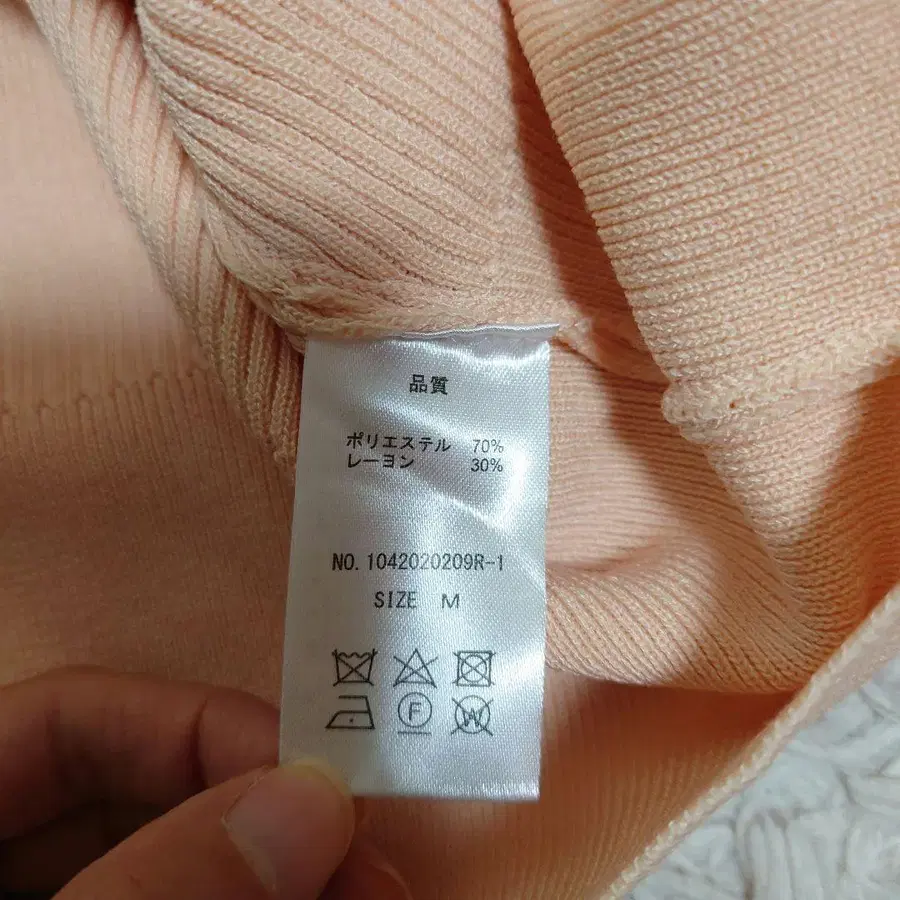 品質
ポリエステル 70%
レーヨン 30%
NO. 1042020209R-1
SIZE M
F W